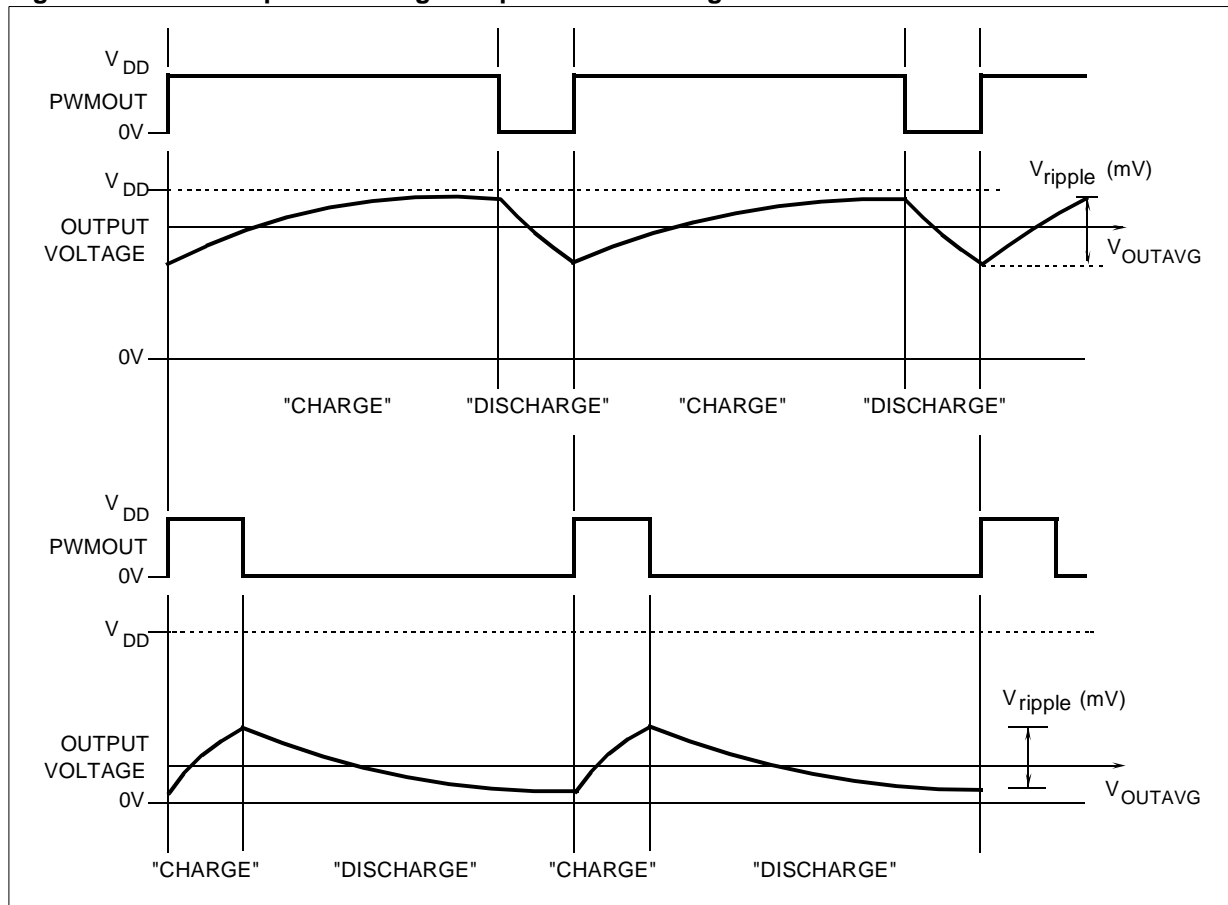 V DD
PWMOUT
0V
V DD
V ripple (mV)
OUTPUT
VOLTAGE
V OUTAVG
0V
"CHARGE" "DISCHARGE" "CHARGE" "DISCHARGE"
V DD
PWMOUT
0V
V DD
V ripple (mV)
OUTPUT
VOLTAGE
0V
V OUTAVG
"CHARGE" "DISCHARGE" "CHARGE" "DISCHARGE"